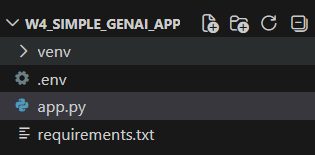 W4_SIMPLE_GENAI_APP
venv
.env
app.py
requirements.txt